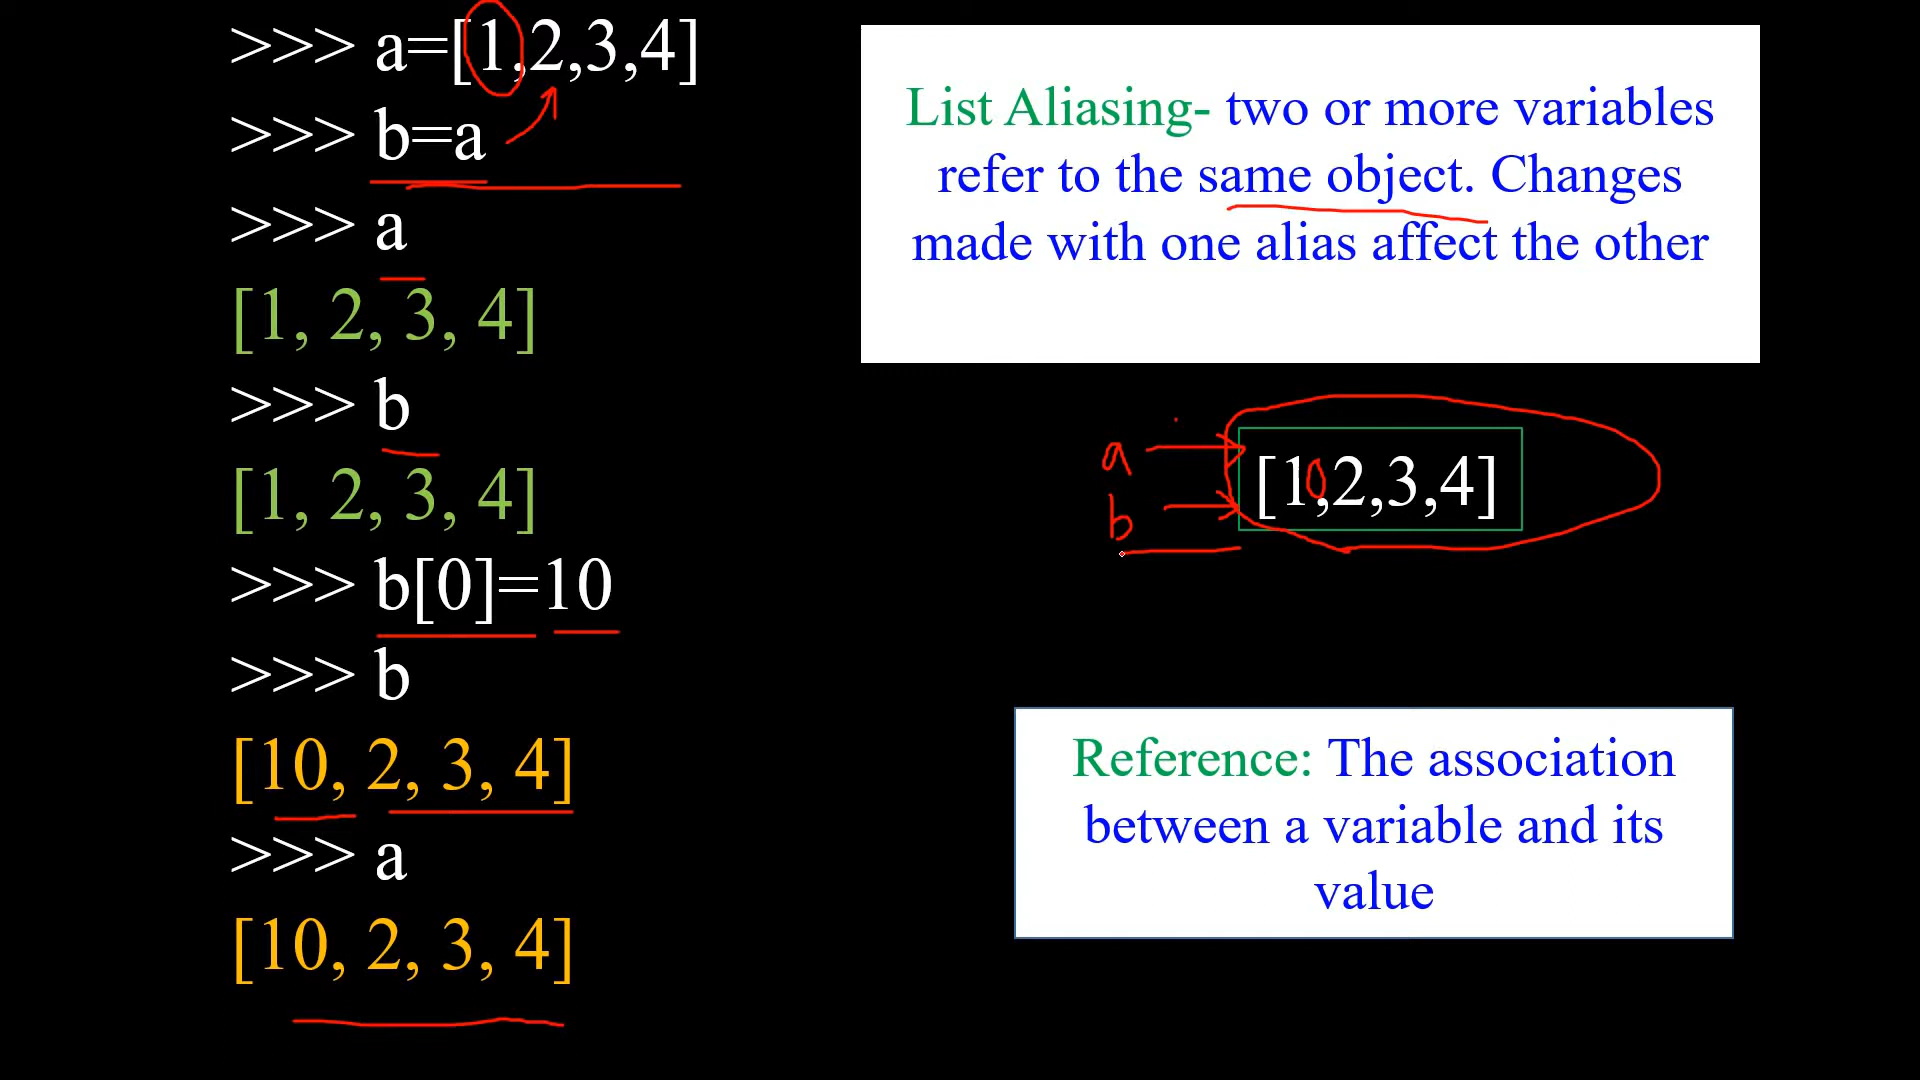 >>> a=[1,2,3,4]
>>> b=a
>>> a
[1, 2, 3, 4]
>>> b
[1, 2, 3, 4]
>>> b[0]=10
>>> b
[10, 2, 3, 4]
>>> a
[10, 2, 3, 4]
List Aliasing- two or more variables
refer to the same object. Changes
made with one alias affect the other
a
b
[10,2,3,4]
Reference: The association
between a variable and its
value